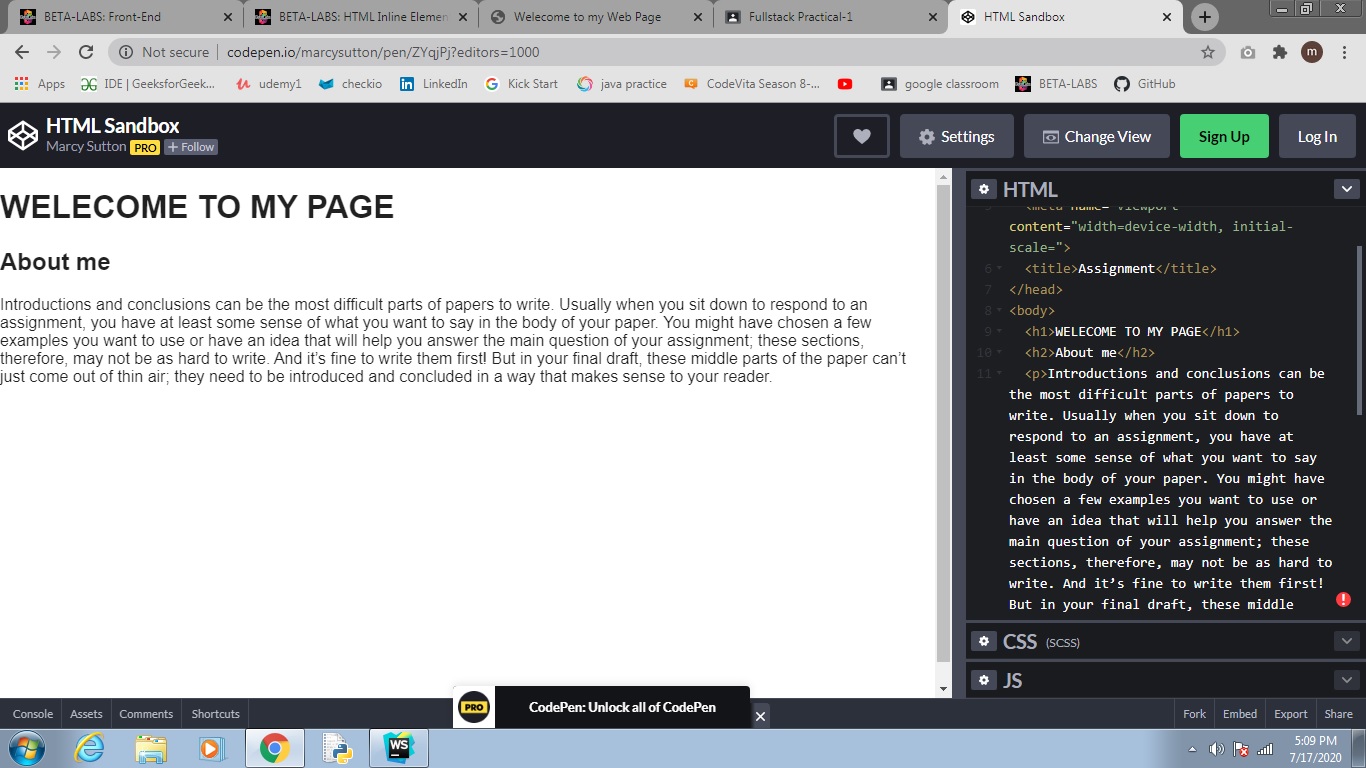 BETA-LABS: Front-End
BETA-LABS: HTML Inline Elemen
Welcome to my Web Page
Fullstack Practical-1
HTML Sandbox
Not secure | codepen.io/marcysutton/pen/ZYqjPj?editors=1000
m
Apps
IDE | GeeksforGeek...
udemy1
checkio
LinkedIn
Kick Start
java practice
CodeVita Season 8-...
google classroom
BETA-LABS
GitHub
HTML Sandbox
Marcy Sutton PRO + Follow
Settings
Change View
Sign Up
Log In
WELECOME TO MY PAGE
About me
Introductions and conclusions can be the most difficult parts of papers to write. Usually when you sit down to respond to an
assignment, you have at least some sense of what you want to say in the body of your paper. You might have chosen a few
examples you want to use or have an idea that will help you answer the main question of your assignment; these sections,
therefore, may not be as hard to write. And it’s fine to write them first! But in your final draft, these middle parts of the paper can’t
just come out of thin air; they need to be introduced and concluded in a way that makes sense to your reader.
HTML
<meta name="viewport"
content="width=device-width, initial-
scale=">
6 <title>Assignment</title>
7 </head>
8 <body>
9 <h1>WELECOME TO MY PAGE</h1>
10 <h2>About me</h2>
11 <p>Introductions and conclusions can be
the most difficult parts of papers to
write. Usually when you sit down to
respond to an assignment, you have at
least some sense of what you want to say
in the body of your paper. You might have
chosen a few examples you want to use or
have an idea that will help you answer the
main question of your assignment; these
sections, therefore, may not be as hard to
write. And it’s fine to write them first!
But in your final draft, these middle
CSS (SCSS)
JS
PRO
CodePen: Unlock all of CodePen
Console
Assets
Comments
Shortcuts
Fork
Embed
Export
Share
WS
5:09 PM
7/17/2020